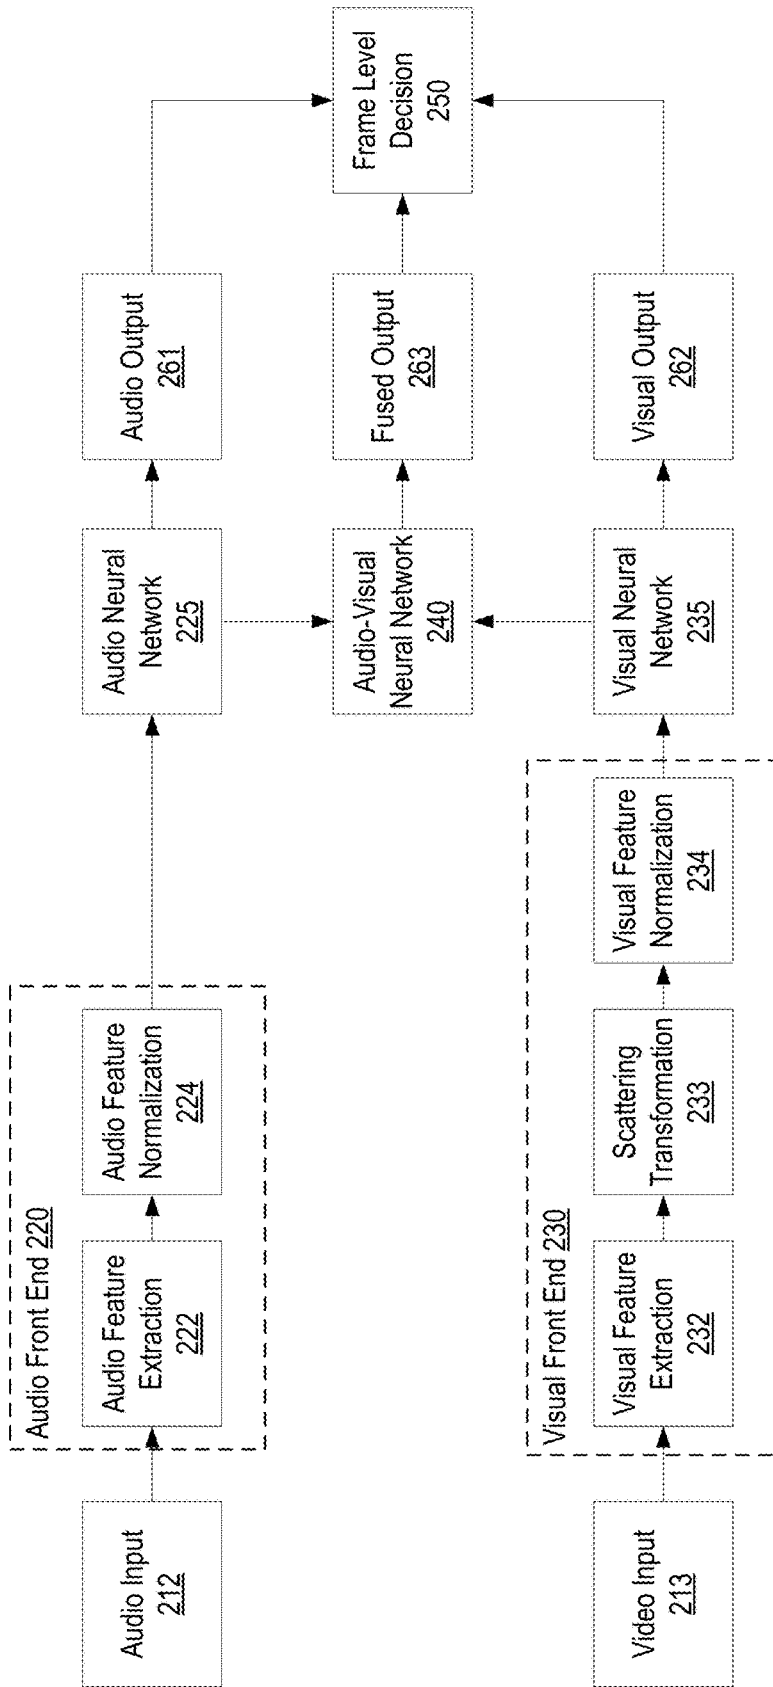 Audio Input
212
Audio Front End 220
Audio Feature
Extraction
222
Audio Feature
Normalization
224
Audio Neural
Network
225
Audio Output
261
Audio-Visual
Neural Network
240
Fused Output
263
Frame Level
Decision
250
Video Input
213
Visual Front End 230
Visual Feature
Extraction
232
Scattering
Transformation
233
Visual Feature
Normalization
234
Visual Neural
Network
235
Visual Output
262